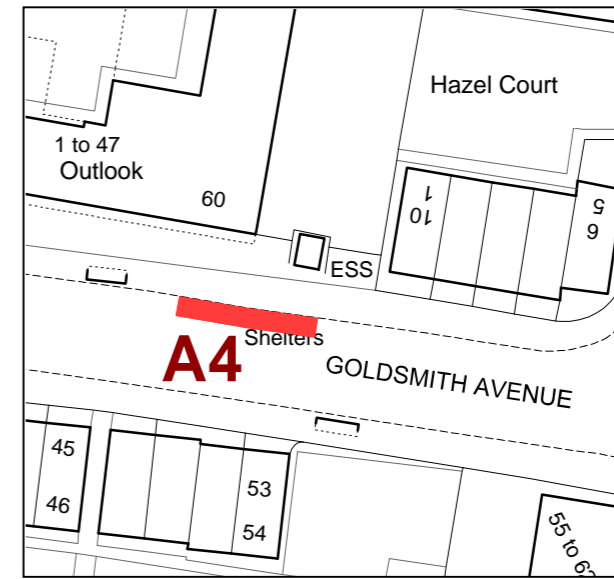 Hazel Court
1 to 47
Outlook
60
1
10
5
6
ESS
Shelters
A4
GOLDSMITH AVENUE
45
46
53
54
55 to 62